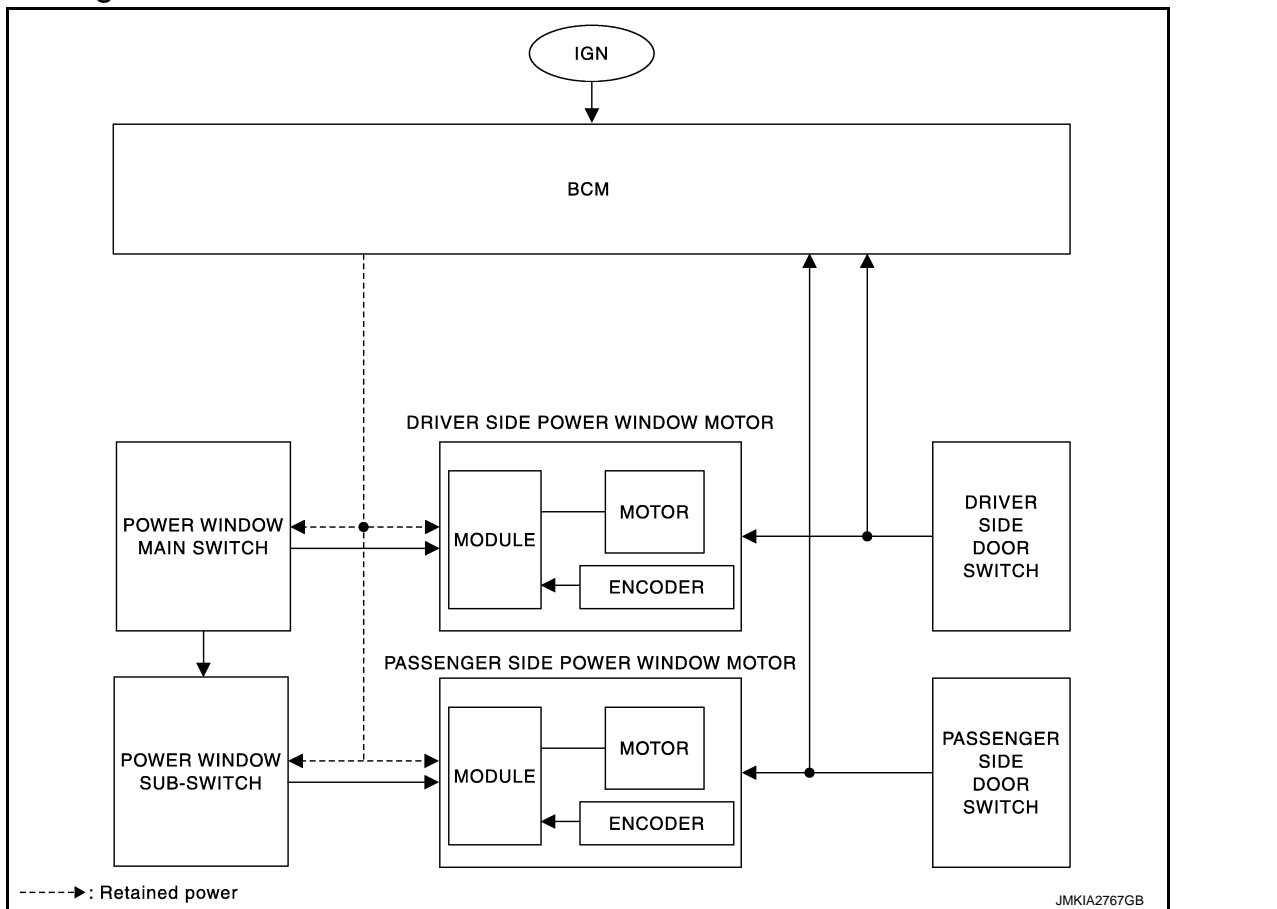 IGN
BCM
DRIVER SIDE POWER WINDOW MOTOR
POWER WINDOW
MAIN SWITCH
MODULE
MOTOR
ENCODER
DRIVER
SIDE
DOOR
SWITCH
PASSENGER SIDE POWER WINDOW MOTOR
POWER WINDOW
SUB-SWITCH
MODULE
MOTOR
ENCODER
PASSENGER
SIDE
DOOR
SWITCH
: Retained power
JMKIA2767GB